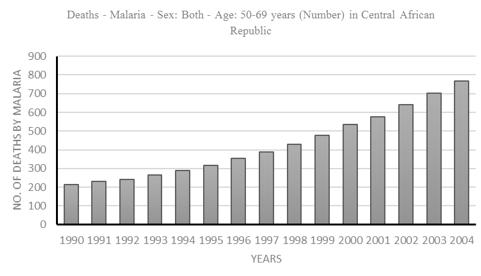 Deaths - Malaria - Sex: Both - Age: 50-69 years (Number) in Central African
Republic
900
800
700
600
500
400
300
200
100
0
NO. OF DEATHS BY MALARIA
1990 1991 1992 1993 1994 1995 1996 1997 1998 1999 2000 2001 2002 2003 2004
YEARS